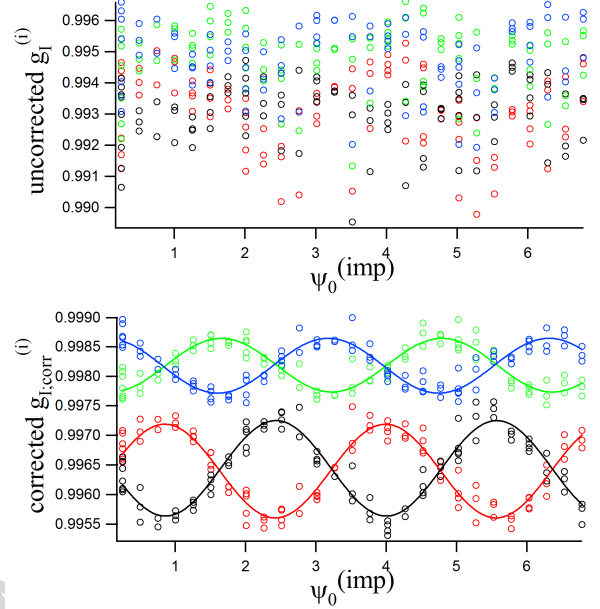 uncorrected g_I^(i)
0.996
0.995
0.994
0.993
0.992
0.991
0.990
1 2 3 4 5 6
ψ_0^(imp)
corrected g_I;corr^(i)
0.9990
0.9985
0.9980
0.9975
0.9970
0.9965
0.9960
0.9955
1 2 3 4 5 6
ψ_0^(imp)